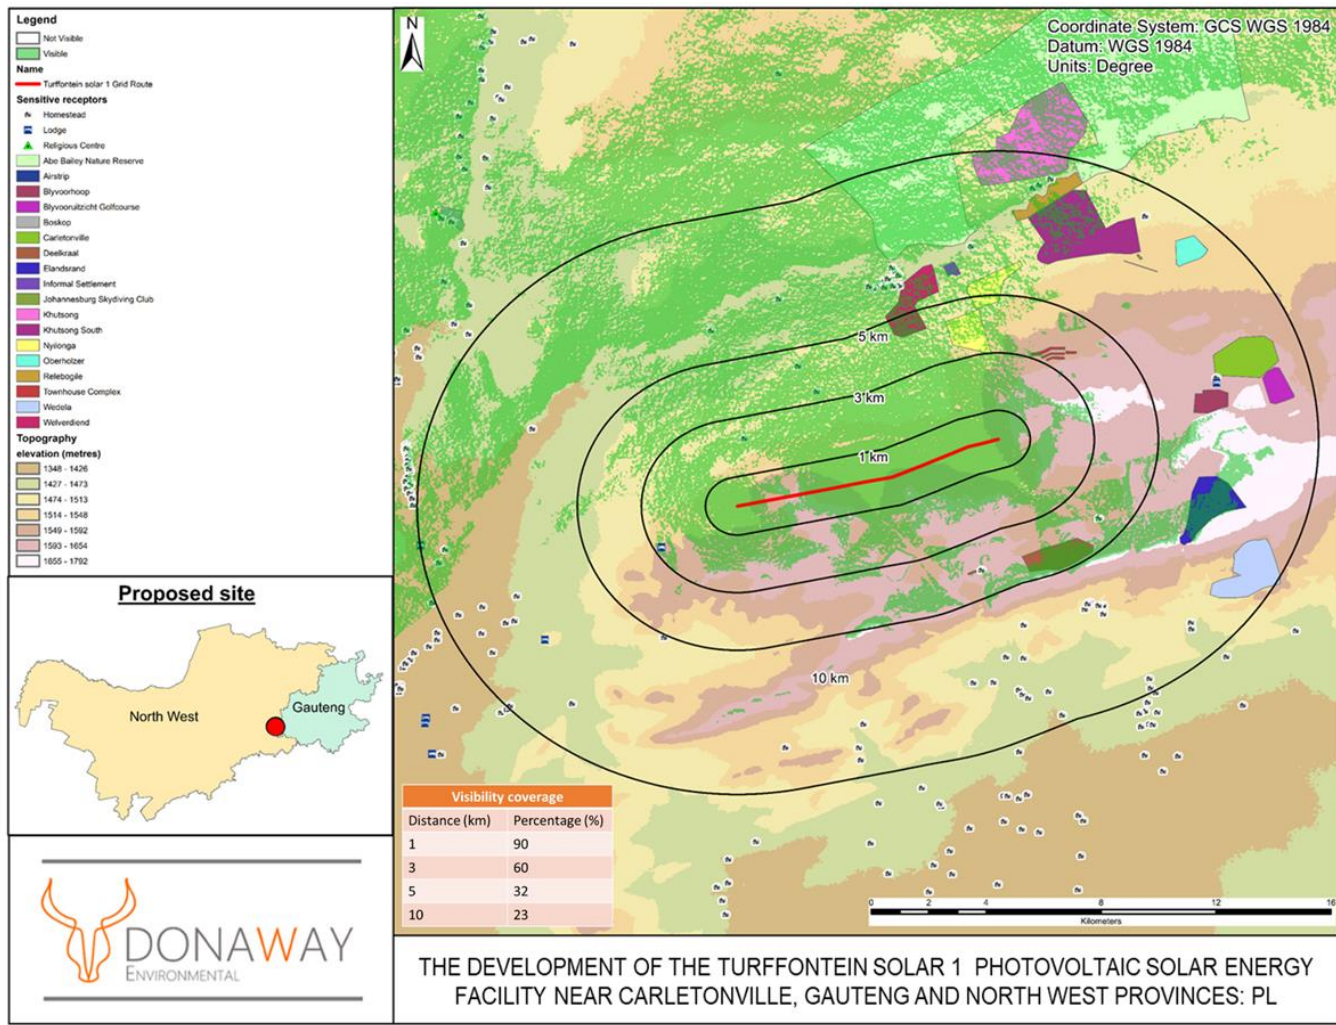 Legend
Not Visible
Visible
Name
Turffontein solar 1 Grid Route
Sensitive receptors
Homestead
Lodge
Religious Centre
Abe Bailey Nature Reserve
Airstrip
Blyvoorhoop
Blyvooruitzicht Golfcourse
Boskop
Carletonville
Deelkraal
Elandsrand
Informal Settlement
Johannesburg Skydiving Club
Khutsong
Khutsong South
Nyilonga
Oberholzer
Relebogile
Townhouse Complex
Wedela
Welverdiend
Topography
elevation (metres)
1348 - 1426
1427 - 1473
1474 - 1513
1514 - 1548
1549 - 1592
1593 - 1654
1655 - 1792
Proposed site
North West
Gauteng
DONAWAY
ENVIRONMENTAL
N
Coordinate System: GCS WGS 1984
Datum: WGS 1984
Units: Degree
5 km
3 km
1 km
10 km
Visibility coverage
Distance (km) Percentage (%)
1 90
3 60
5 32
10 23
0 2 4 8 12 16
Kilometers
THE DEVELOPMENT OF THE TURFFONTEIN SOLAR 1 PHOTOVOLTAIC SOLAR ENERGY
FACILITY NEAR CARLETONVILLE, GAUTENG AND NORTH WEST PROVINCES: PL